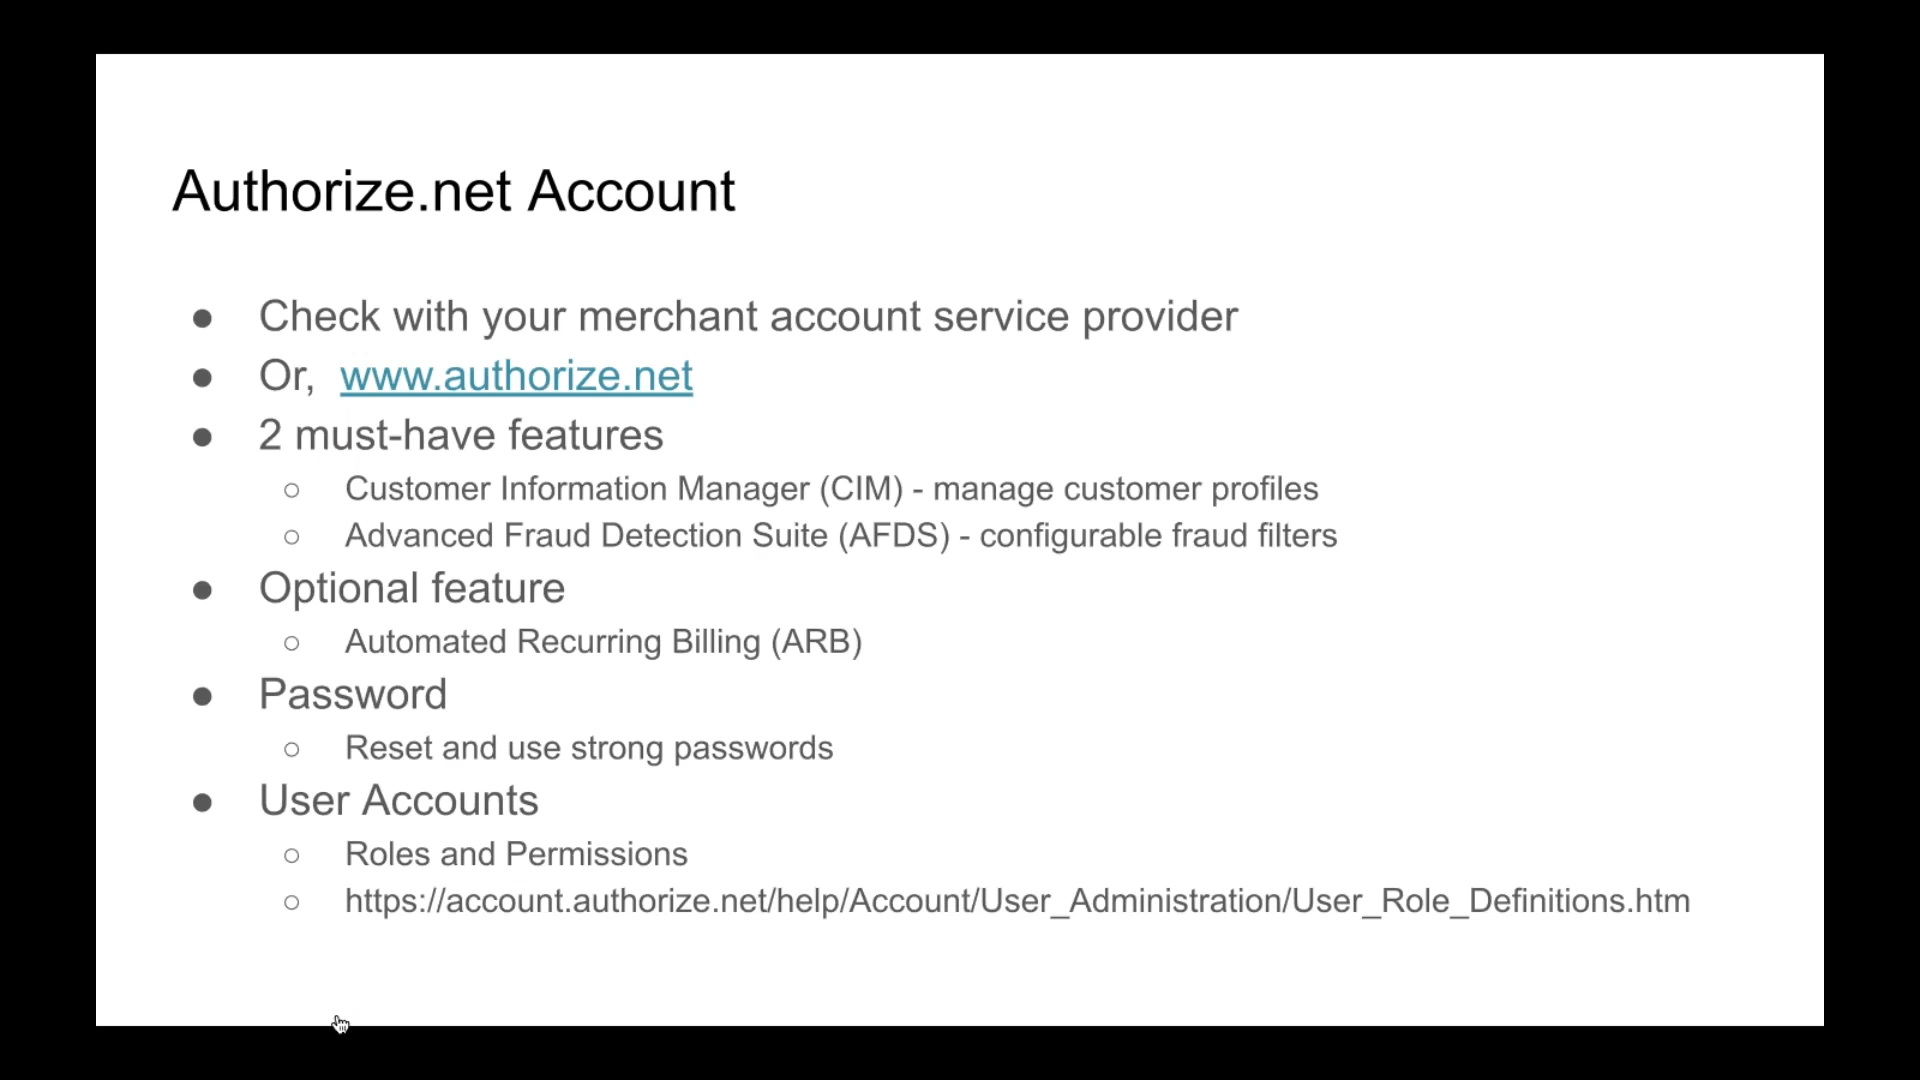 Authorize.net Account
● Check with your merchant account service provider
● Or, www.authorize.net
● 2 must-have features
○ Customer Information Manager (CIM) - manage customer profiles
○ Advanced Fraud Detection Suite (AFDS) - configurable fraud filters
● Optional feature
○ Automated Recurring Billing (ARB)
● Password
○ Reset and use strong passwords
● User Accounts
○ Roles and Permissions
○ https://account.authorize.net/help/Account/User_Administration/User_Role_Definitions.htm